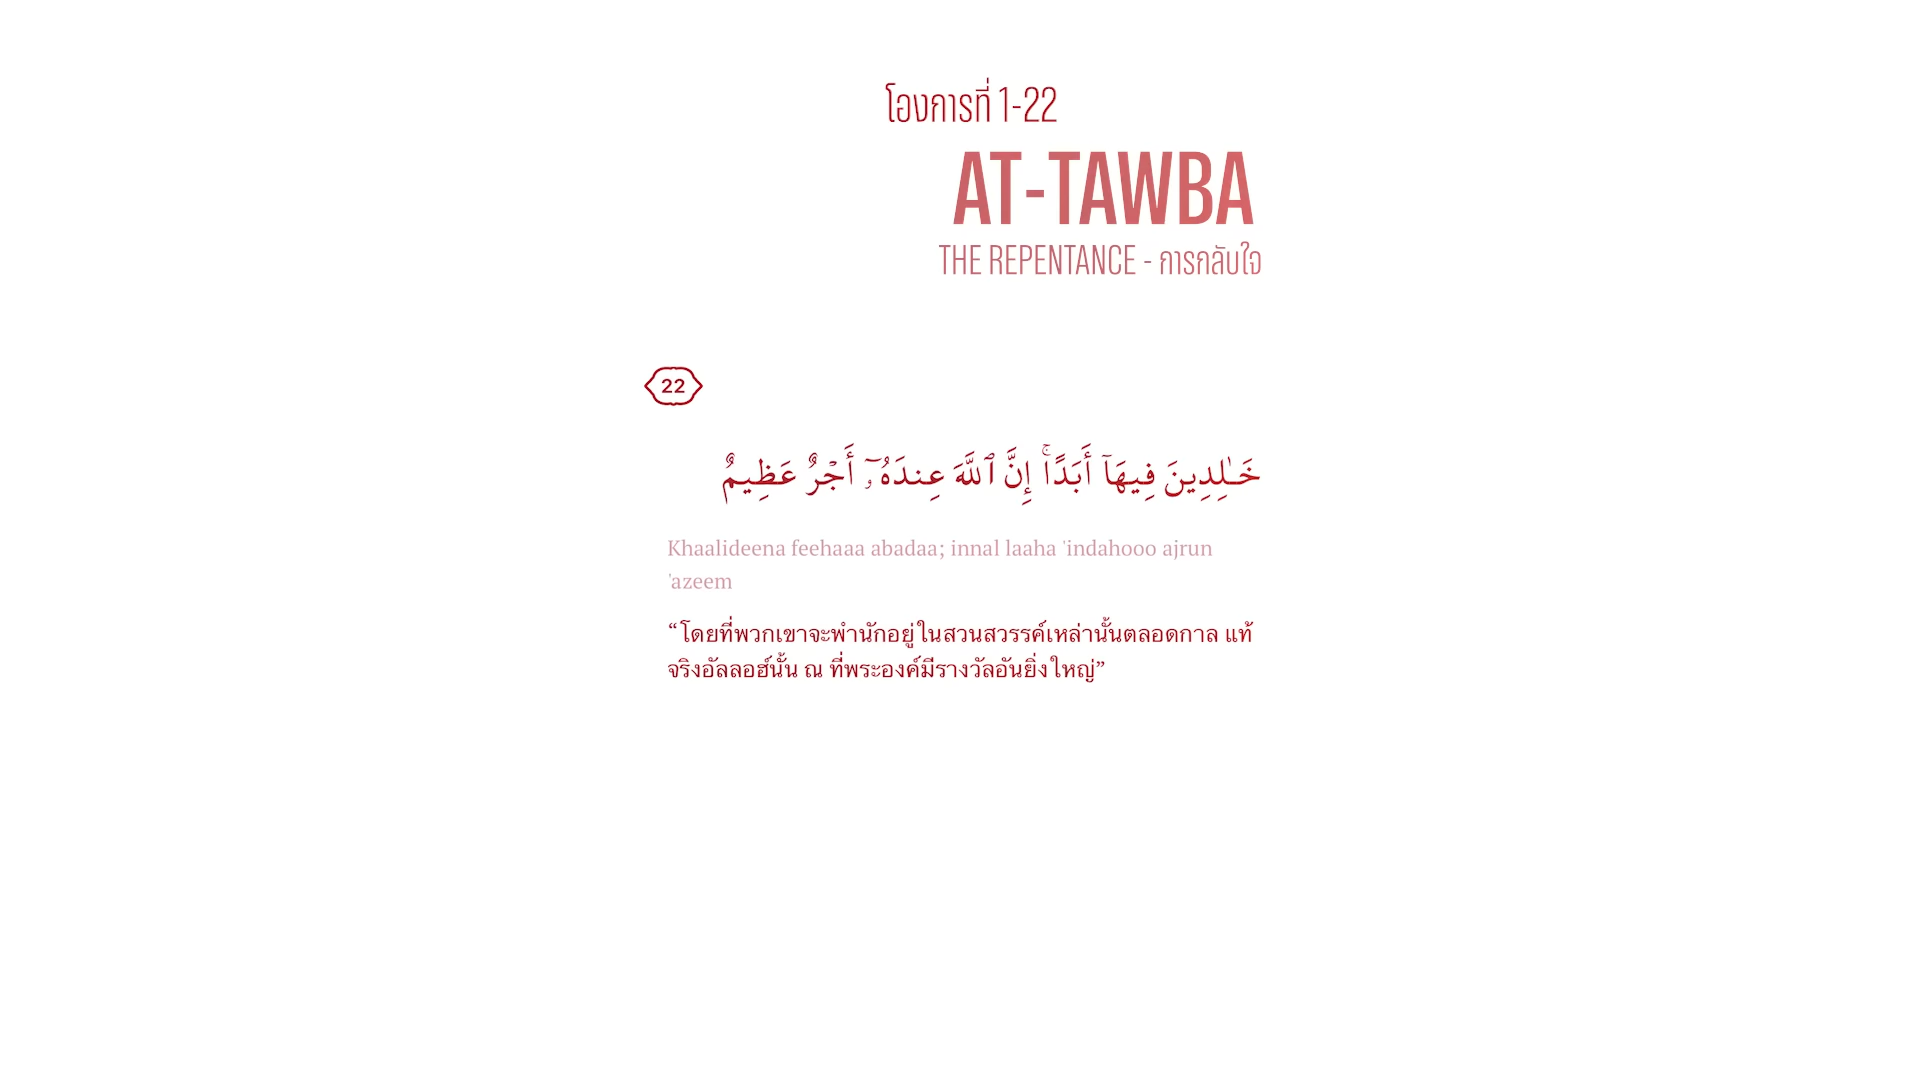 โองการที่ 1-22
AT-TAWBA
THE REPENTANCE - การกลับใจ
22
خَـٰلِدِينَ فِيهَآ أَبَدًا ۚ إِنَّ ٱللَّهَ عِندَهُۥٓ أَجْرٌ عَظِيمٌ
Khaalideena feehaaa abadaa; innal laaha 'indahooo ajrun
'azeem
“โดยที่พวกเขาจะพำนักอยู่ในสวนสวรรค์เหล่านั้นตลอดกาล แท้
จริงอัลลอฮ์นั้น ณ ที่พระองค์มีรางวัลอันยิ่งใหญ่”